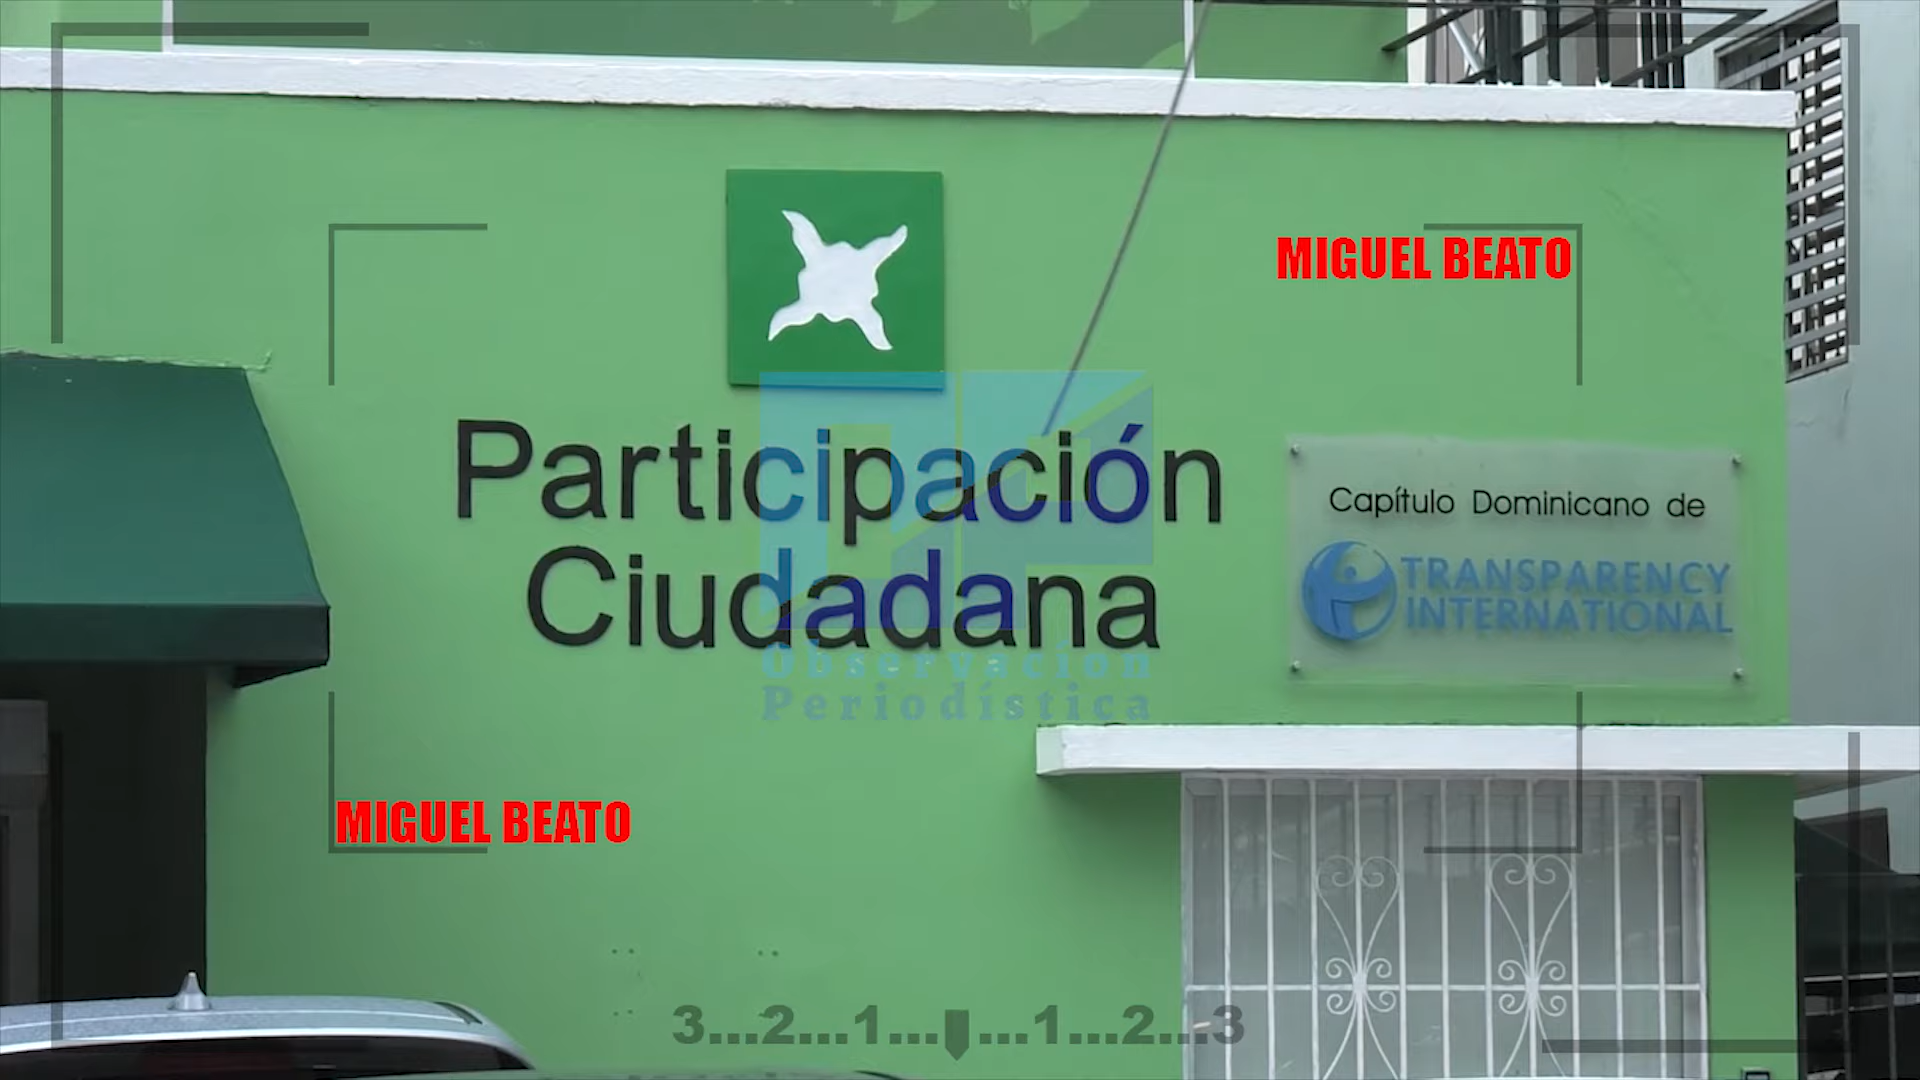 MIGUEL BEATO
Participación
Ciudadana
Capítulo Dominicano de
TRANSPARENCY
INTERNATIONAL
Observación
Periodística
MIGUEL BEATO
3...2...1... ...1...2...3